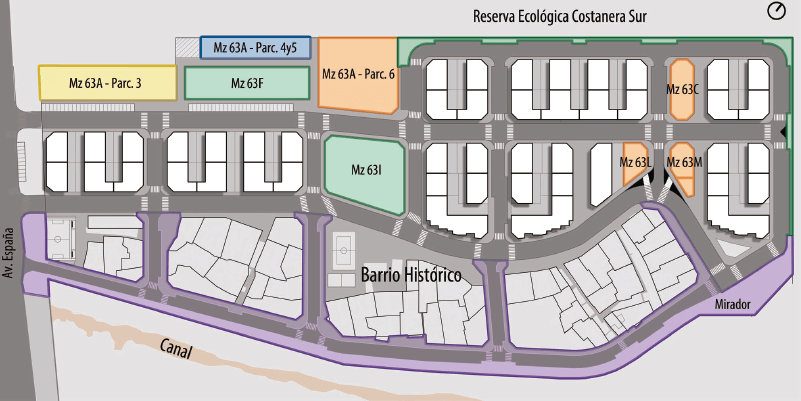 Reserva Ecológica Costanera Sur
Mz 63A - Parc. 4y5
Mz 63A - Parc. 3
Mz 63F
Mz 63A - Parc. 6
Mz 63C
Mz 63I
Mz 63L
Mz 63M
Av. España
Barrio Histórico
Mirador
Canal